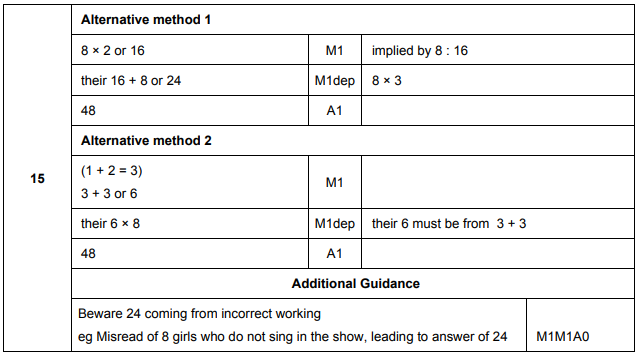 Alternative method 1
8 × 2 or 16 M1 implied by 8 : 16
their 16 + 8 or 24 M1dep 8 × 3
48 A1
Alternative method 2
15
(1 + 2 = 3)
3 + 3 or 6 M1
their 6 × 8 M1dep their 6 must be from 3 + 3
48 A1
Additional Guidance
Beware 24 coming from incorrect working
eg Misread of 8 girls who do not sing in the show, leading to answer of 24 M1M1A0